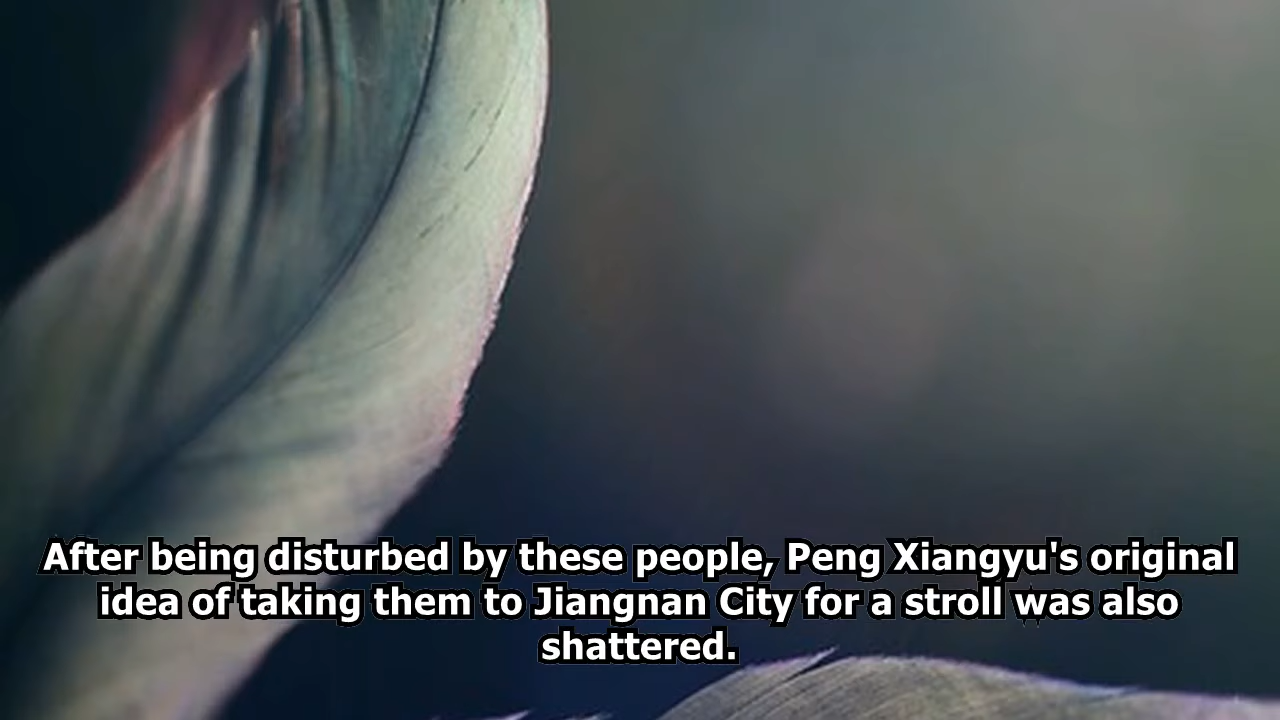 After being disturbed by these people, Peng Xiangyu's original
idea of taking them to Jiangnan City for a stroll was also
shattered.